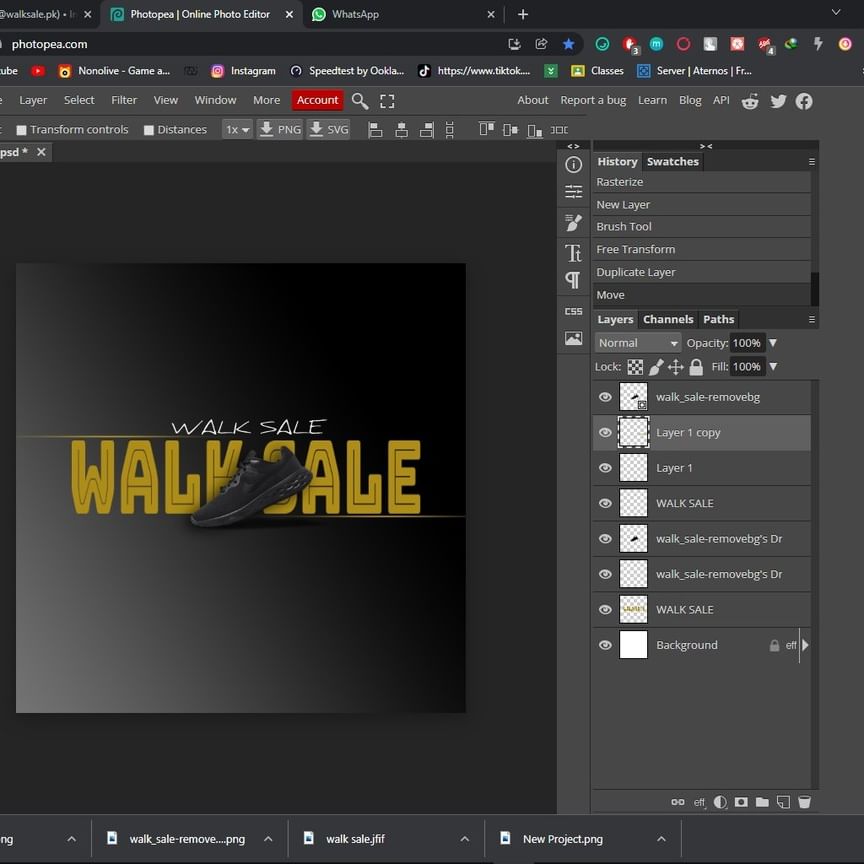 @walksale.pk) • In
Photopea | Online Photo Editor
WhatsApp
photopea.com
3
m
4
ube
Nonolive - Game a...
Instagram
Speedtest by Ookla...
https://www.tiktok....
Classes
Server | Aternos | Fr...
Layer
Select
Filter
View
Window
More
Account
About
Report a bug
Learn
Blog
API
Transform controls
Distances
1x
PNG
SVG
psd *
History
Swatches
Rasterize
New Layer
Brush Tool
Free Transform
Duplicate Layer
Move
CSS
Layers
Channels
Paths
Normal
Opacity: 100%
Lock:
Fill: 100%
walk_sale-removebg
Layer 1 copy
Layer 1
WALK SALE
walk_sale-removebg's Dr
walk_sale-removebg's Dr
WALK SALE
Background
eff
WALK SALE
WALK SALE
eff
ng
walk_sale-remove....png
walk sale.jfif
New Project.png